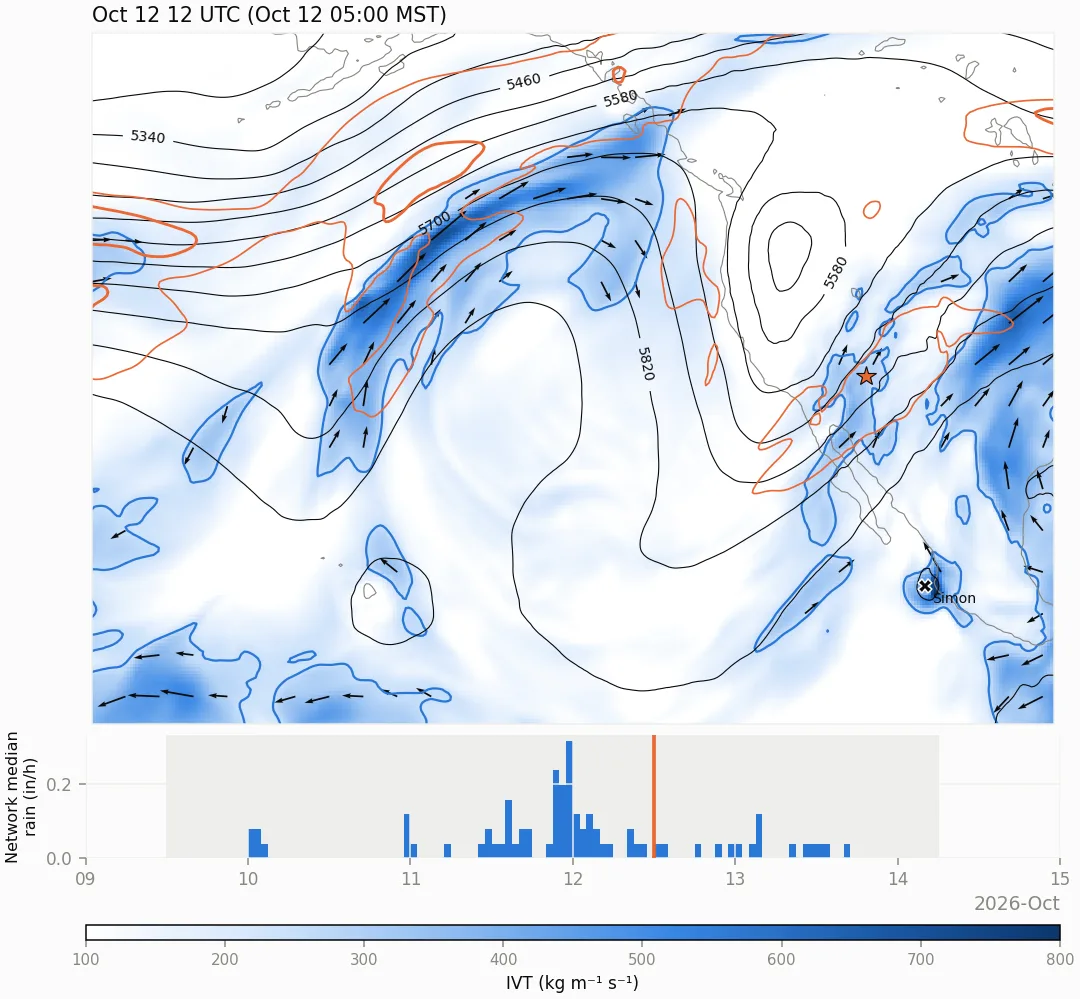 Oct 12 12 UTC (Oct 12 05:00 MST)
5460
5580
5340
5700
5580
5820
Simon
Network median
rain (in/h)
0.2
0.0
09 10 11 12 13 14 15
2026-Oct
100 200 300 400 500 600 700 800
IVT (kg m⁻¹ s⁻¹)